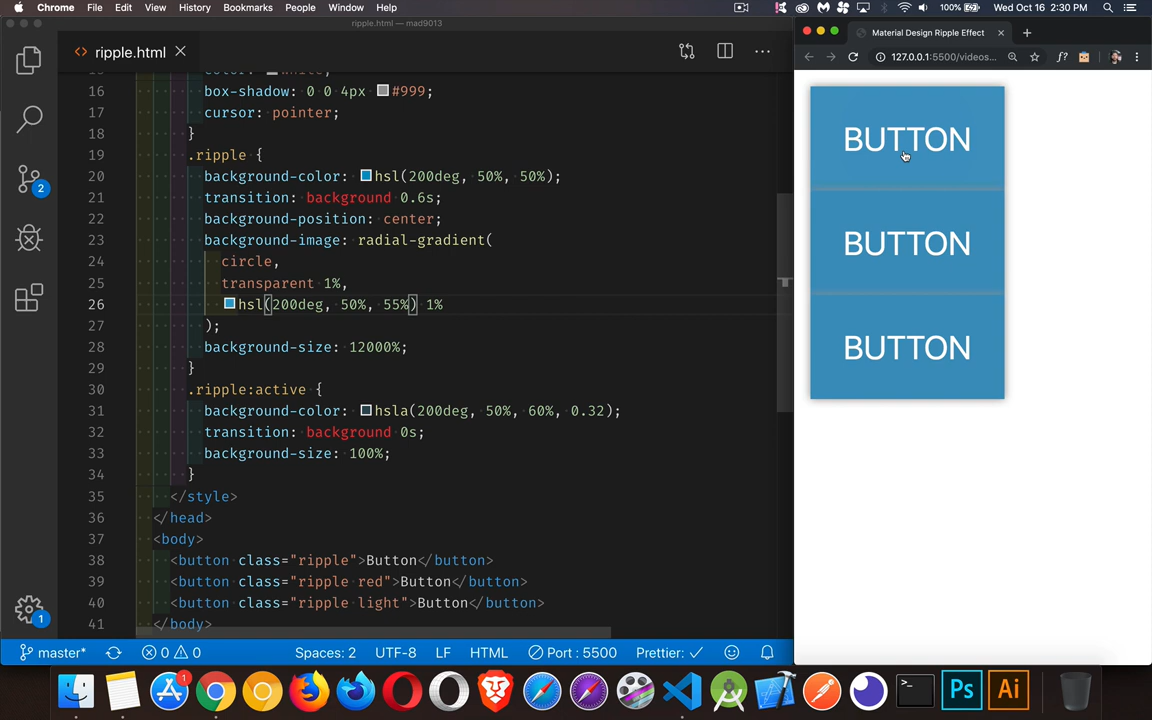 Chrome File Edit View History Bookmarks People Window Help 100% Wed Oct 16 2:30 PM
ripple.html — mad9013
ripple.html
Material Design Ripple Effect
127.0.0.1:5500/videos...
f?
16 box-shadow: 0 0 4px #999;
17 cursor: pointer;
18 }
19 .ripple {
20 background-color: hsl(200deg, 50%, 50%);
21 transition: background 0.6s;
22 background-position: center;
23 background-image: radial-gradient(
24 circle,
25 transparent 1%,
26 hsl(200deg, 50%, 55%) 1%
27 );
28 background-size: 12000%;
29 }
30 .ripple:active {
31 background-color: hsla(200deg, 50%, 60%, 0.32);
32 transition: background 0s;
33 background-size: 100%;
34 }
35 </style>
36 </head>
37 <body>
38 <button class="ripple">Button</button>
39 <button class="ripple red">Button</button>
40 <button class="ripple light">Button</button>
41 </body>
BUTTON
BUTTON
BUTTON
2
1
master* 0 0 Spaces: 2 UTF-8 LF HTML Port : 5500 Prettier: ✓
1
>_
Ps
Ai